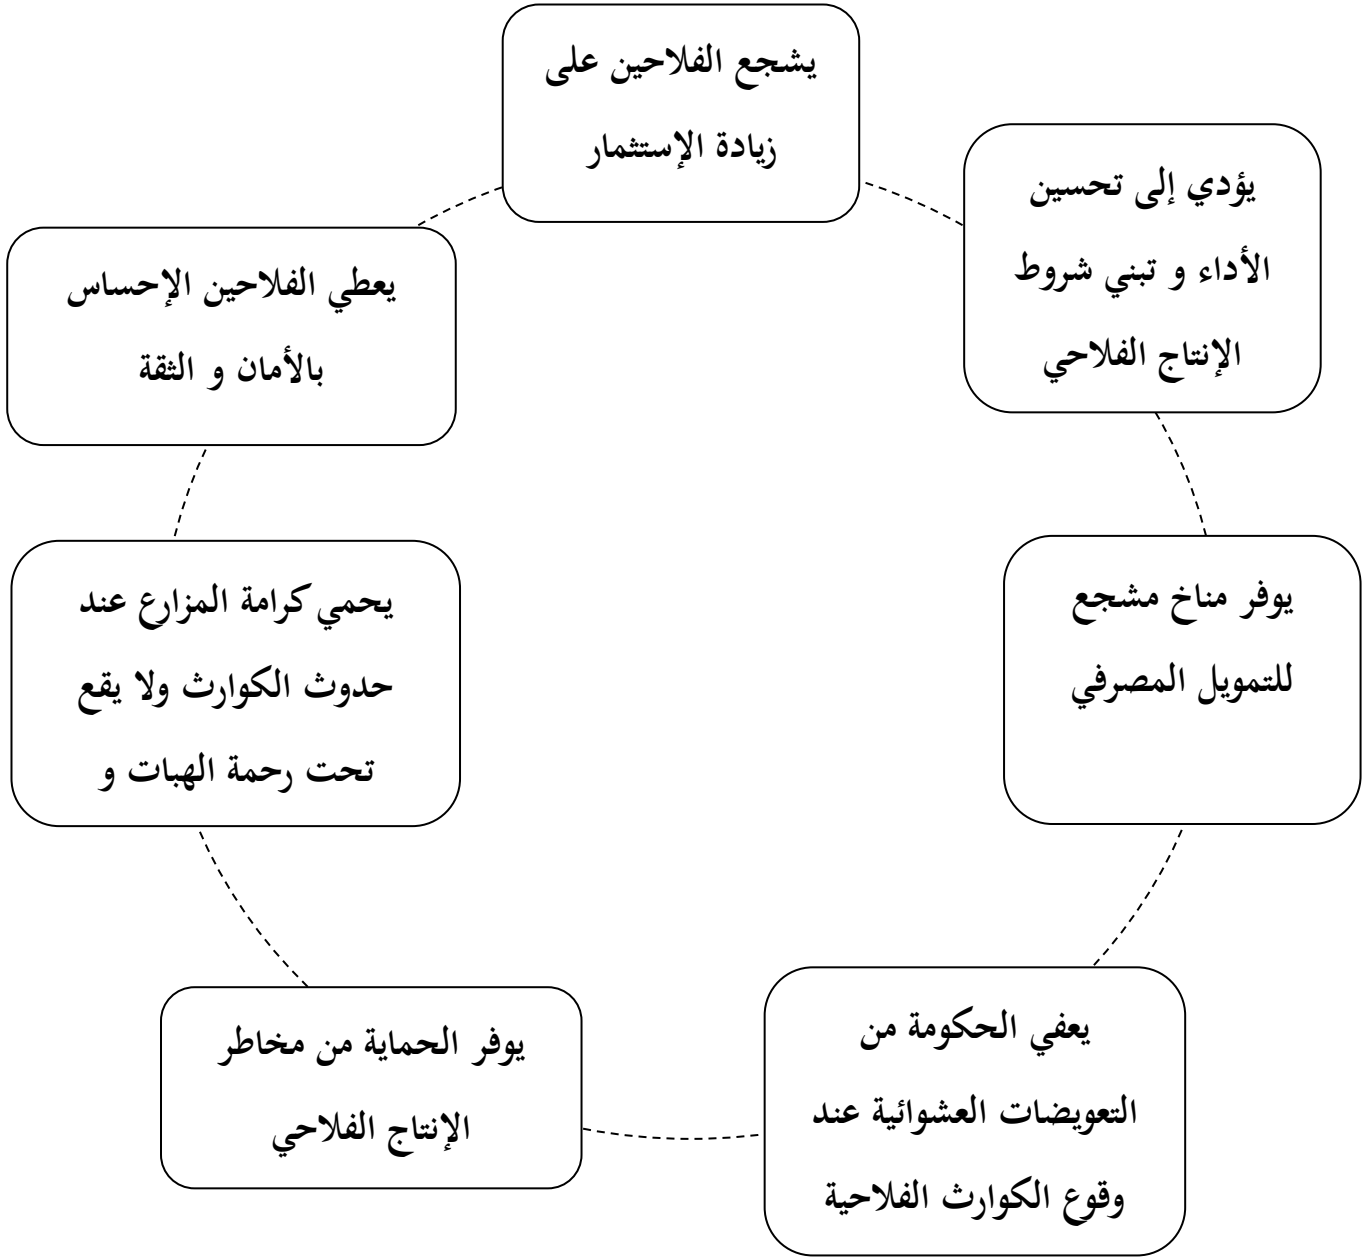 يشجع الفلاحين على
زيادة الإستثمار
يؤدي إلى تحسين
الأداء و تبني شروط
الإنتاج الفلاحي
يعطي الفلاحين الإحساس
بالأمان و الثقة
يوفر مناخ مشجع
للتمويل المصرفي
يحمي كرامة المزارع عند
حدوث الكوارث ولا يقع
تحت رحمة الهبات و
يعفي الحكومة من
التعويضات العشوائية عند
وقوع الكوارث الفلاحية
يوفر الحماية من مخاطر
الإنتاج الفلاحي